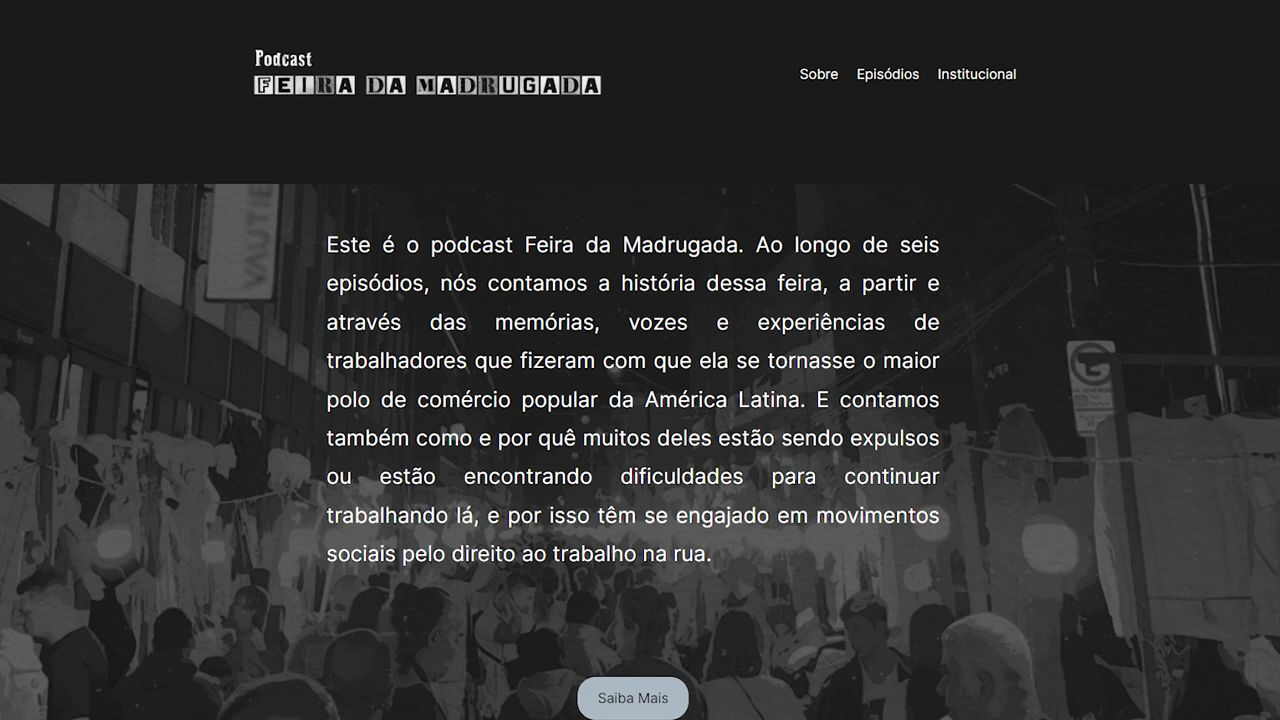 Podcast
FEIRA DA MADRUGADA
Sobre Episódios Institucional
VAUTIE
Este é o podcast Feira da Madrugada. Ao longo de seis
episódios, nós contamos a história dessa feira, a partir e
através das memórias, vozes e experiências de
trabalhadores que fizeram com que ela se tornasse o maior
polo de comércio popular da América Latina. E contamos
também como e por quê muitos deles estão sendo expulsos
ou estão encontrando dificuldades para continuar
trabalhando lá, e por isso têm se engajado em movimentos
sociais pelo direito ao trabalho na rua.
Saiba Mais